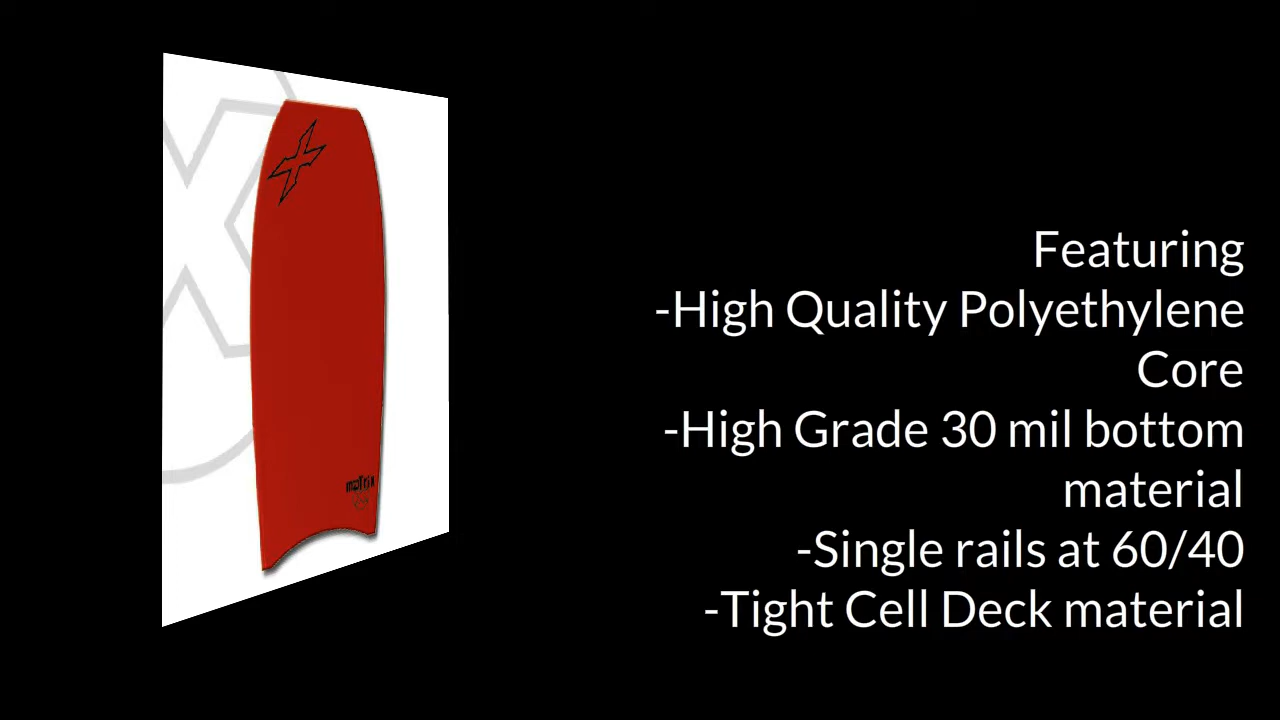 Featuring
-High Quality Polyethylene
Core
-High Grade 30 mil bottom
material
-Single rails at 60/40
-Tight Cell Deck material
maTrix